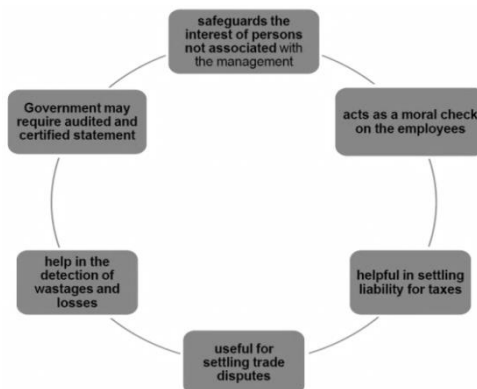 safeguards the
interest of persons
not associated with
the management
acts as a moral check
on the employees
helpful in settling
liability for taxes
useful for
settling trade
disputes
help in the
detection of
wastages and
losses
Government may
require audited and
certified statement